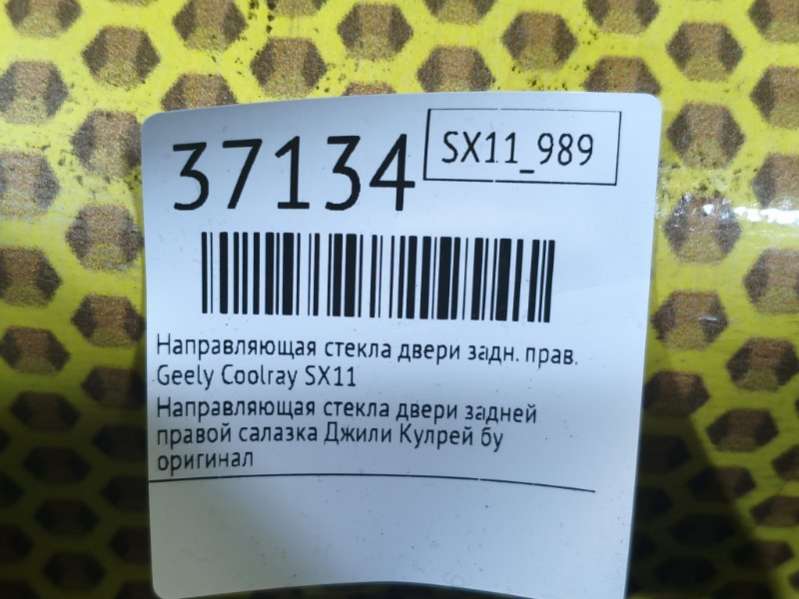 37134
SX11_989
Направляющая стекла двери задн. прав.
Geely Coolray SX11
Направляющая стекла двери задней
правой салазка Джили Кулрей бу
оригинал